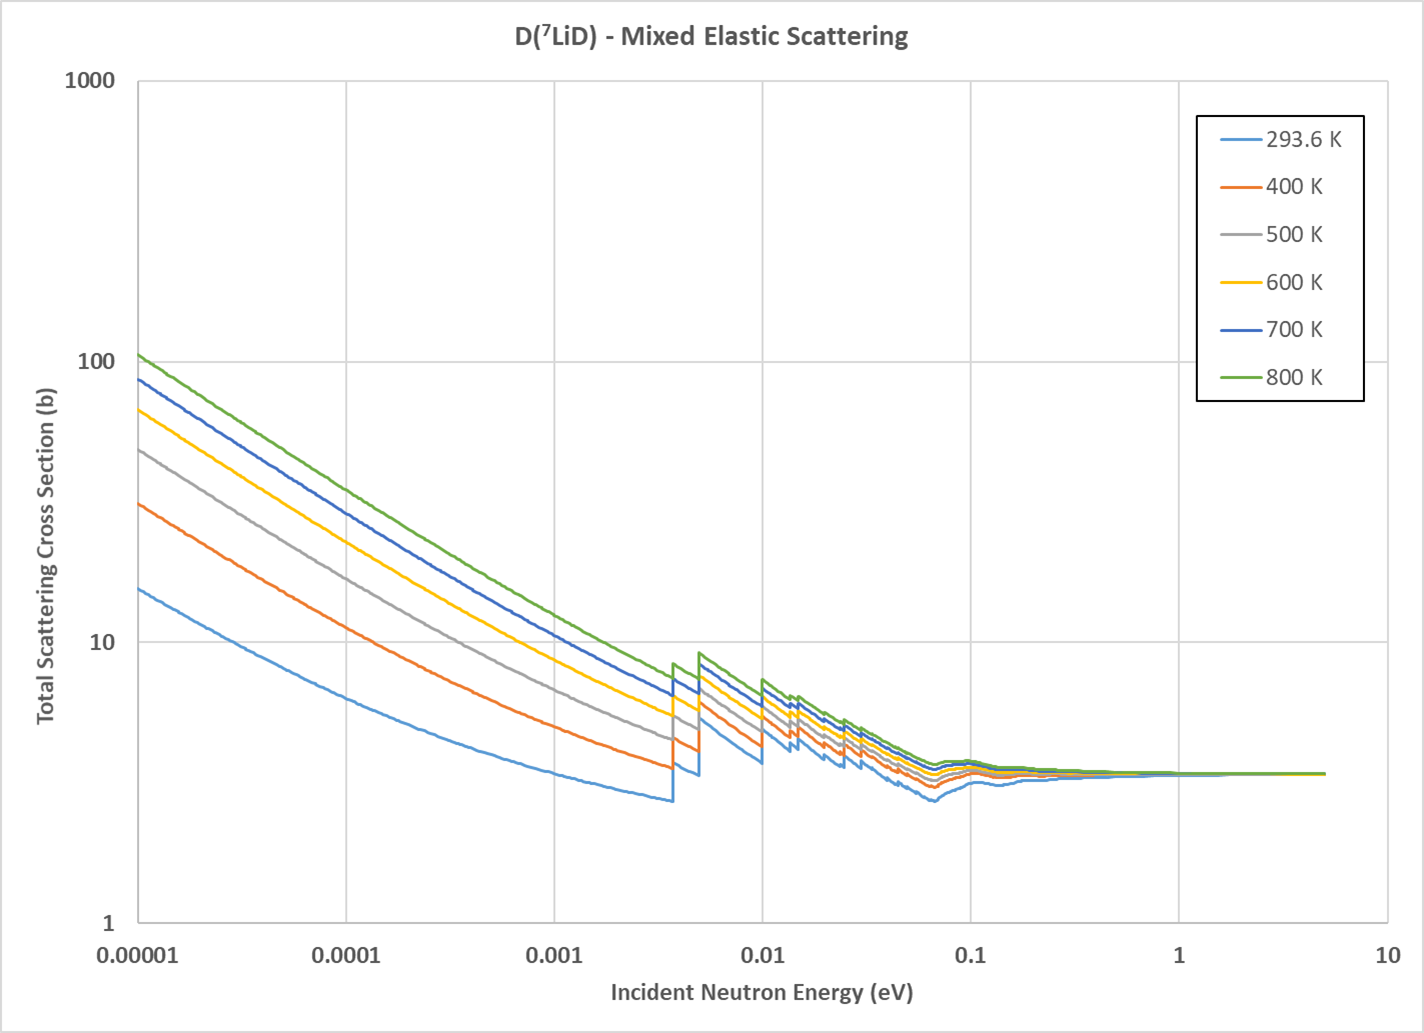 D(⁷LiD) - Mixed Elastic Scattering
1000
100
10
1
Total Scattering Cross Section (b)
293.6 K
400 K
500 K
600 K
700 K
800 K
0.00001
0.0001
0.001
0.01
0.1
1
10
Incident Neutron Energy (eV)